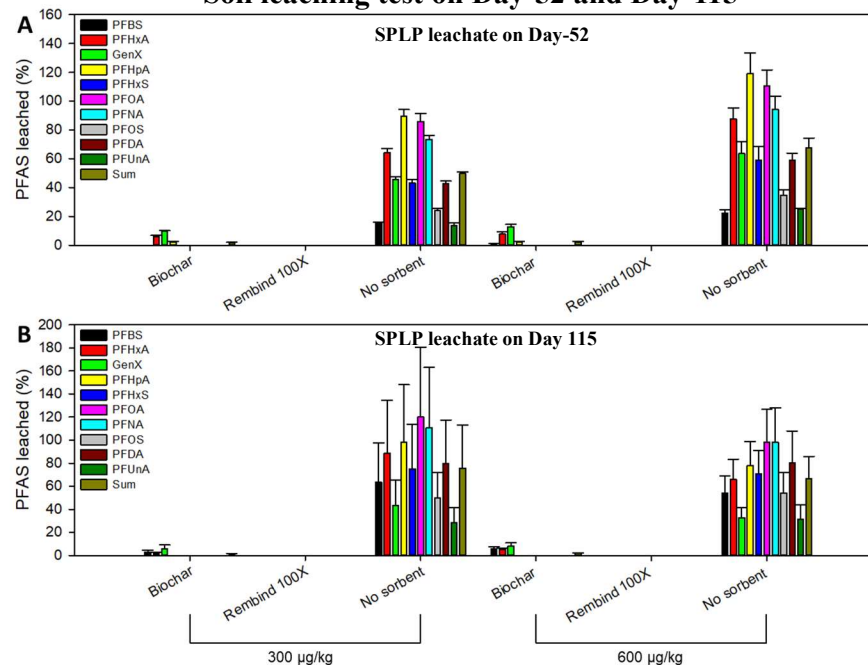 Soil leaching test on Day-52 and Day-115
A
SPLP leachate on Day-52
PFAS leached (%)
160
140
120
100
80
60
40
20
0
PFBS
PFHxA
GenX
PFHpA
PFHxS
PFOA
PFNA
PFOS
PFDA
PFUnA
Sum
Biochar
Rembind 100X
No sorbent
Biochar
Rembind 100X
No sorbent
B
SPLP leachate on Day 115
PFAS leached (%)
200
180
160
140
120
100
80
60
40
20
0
PFBS
PFHxA
GenX
PFHpA
PFHxS
PFOA
PFNA
PFOS
PFDA
PFUnA
Sum
Biochar
Rembind 100X
No sorbent
Biochar
Rembind 100X
No sorbent
300 µg/kg
600 µg/kg